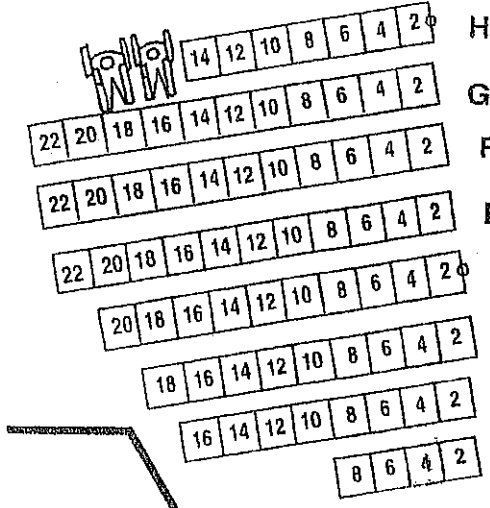 14 12 10 8 6 4 2 H
22 20 18 16 14 12 10 8 6 4 2 G
22 20 18 16 14 12 10 8 6 4 2 F
22 20 18 16 14 12 10 8 6 4 2
20 18 16 14 12 10 8 6 4 2
18 16 14 12 10 8 6 4 2
16 14 12 10 8 6 4 2
8 6 4 2